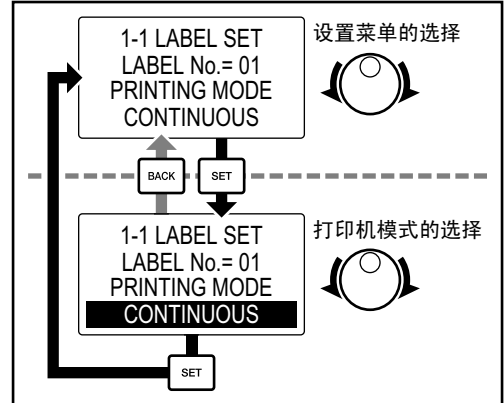 1-1 LABEL SET
LABEL No.= 01
PRINTING MODE
CONTINUOUS
设置菜单的选择
BACK
SET
1-1 LABEL SET
LABEL No.= 01
PRINTING MODE
CONTINUOUS
打印机模式的选择
SET